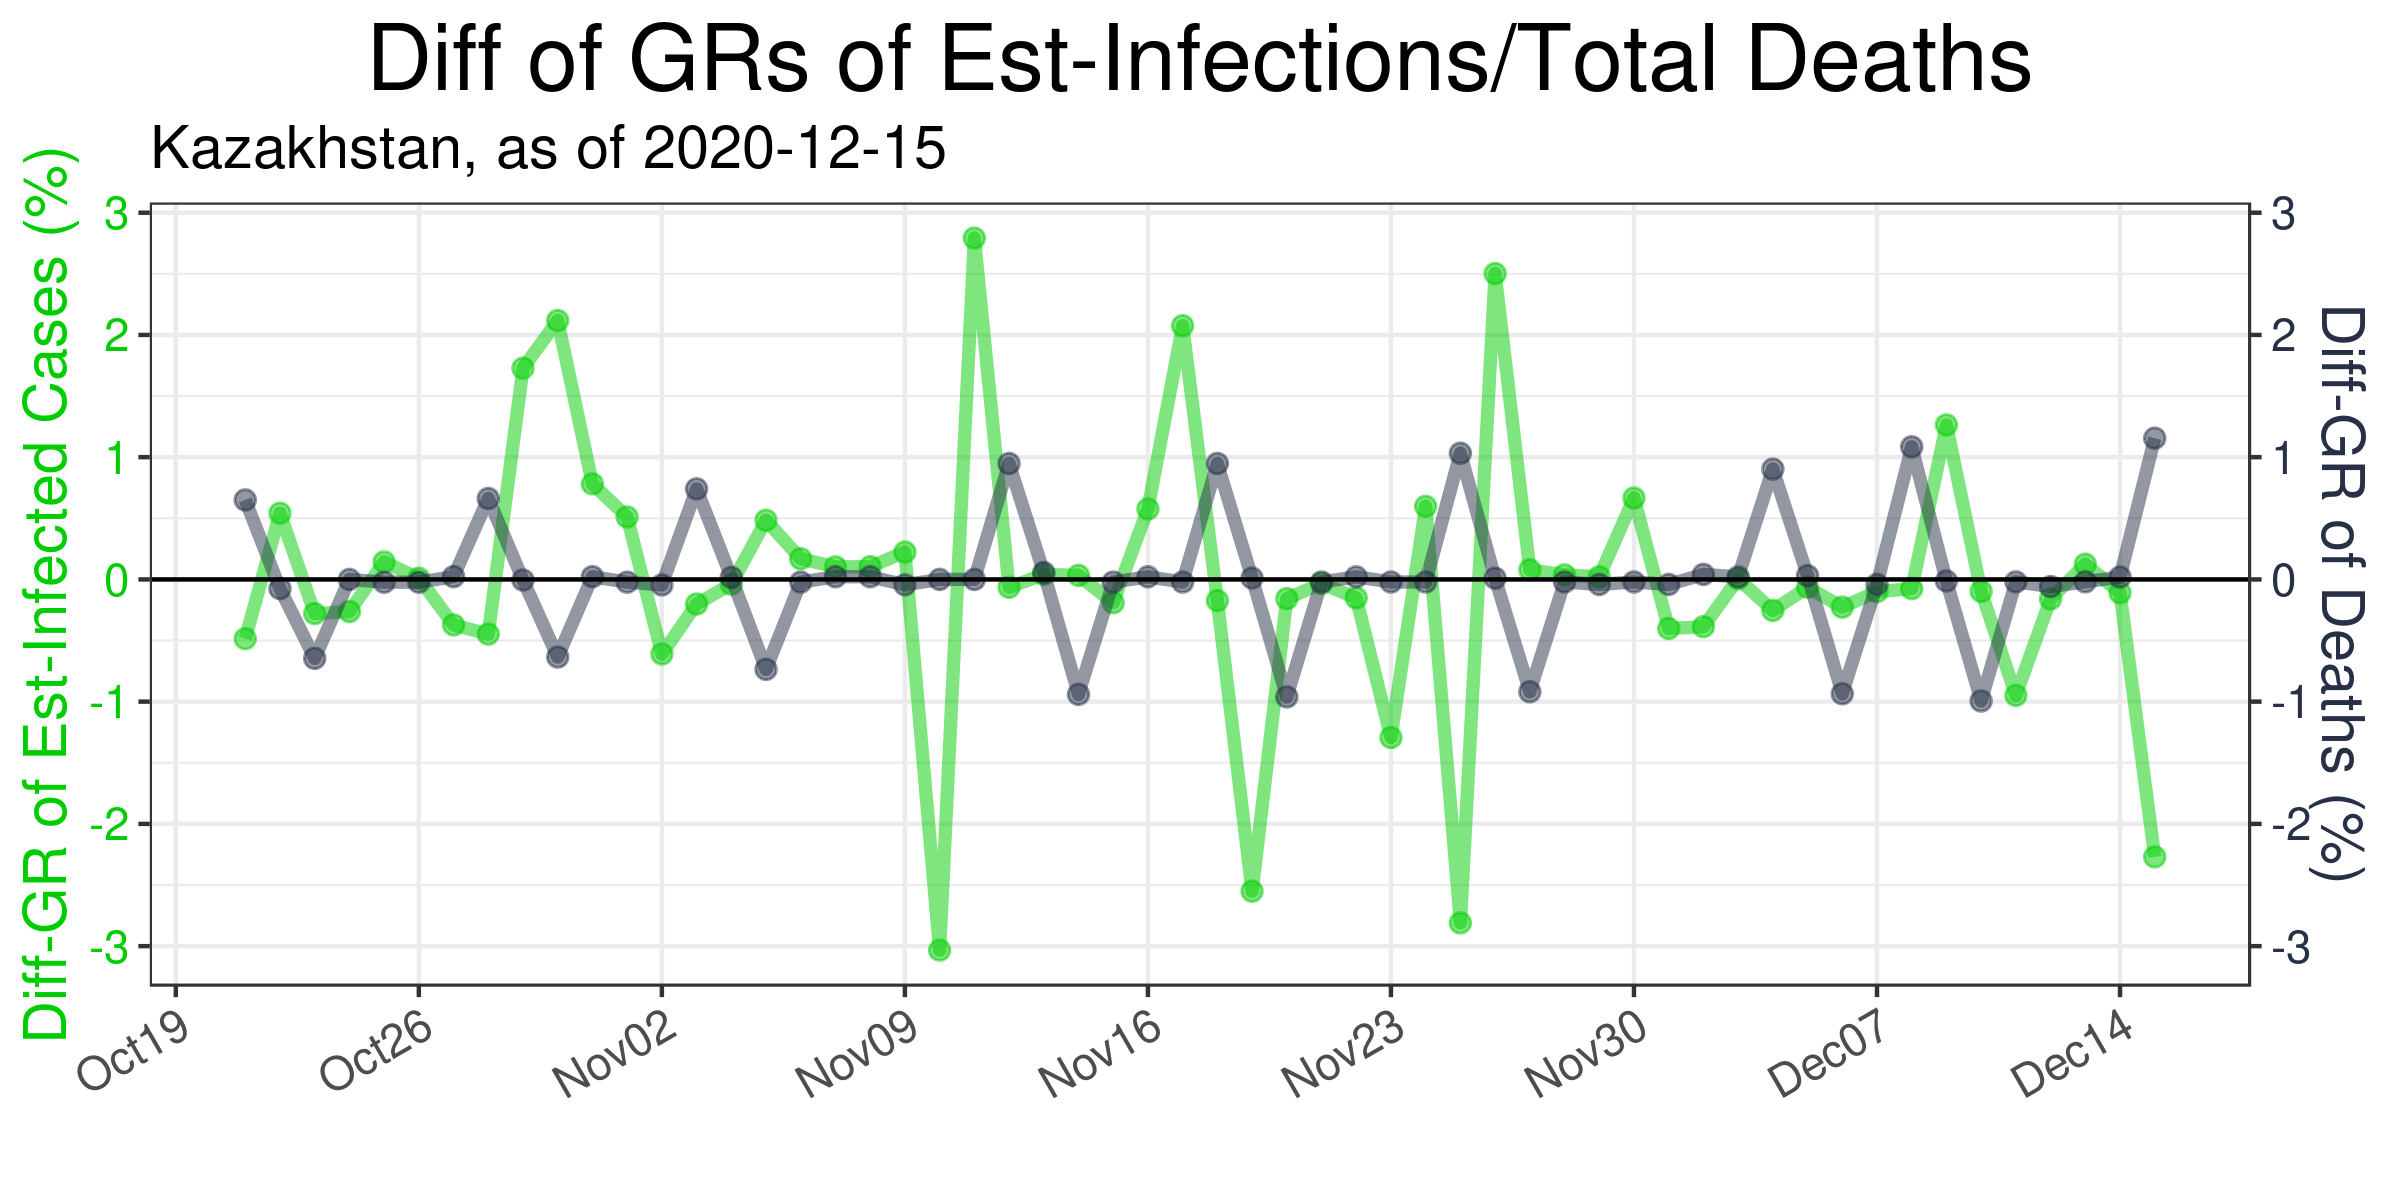 Diff of GRs of Est-Infections/Total Deaths
Kazakhstan, as of 2020-12-15
Diff-GR of Est-Infected Cases (%)
3
2
1
0
-1
-2
-3
3
2
1
0
-1
-2
-3
Diff-GR of Deaths (%)
Oct19
Oct26
Nov02
Nov09
Nov16
Nov23
Nov30
Dec07
Dec14